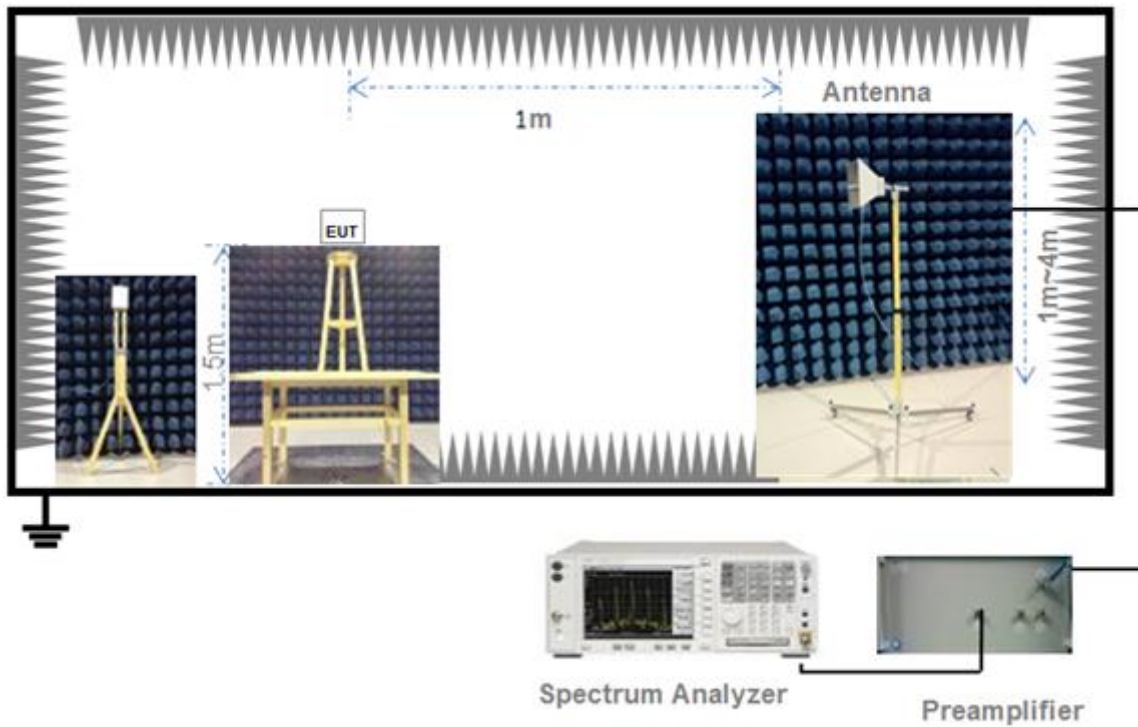 Antenna
1m
EUT
1.5m
1m~4m
Spectrum Analyzer
Preamplifier